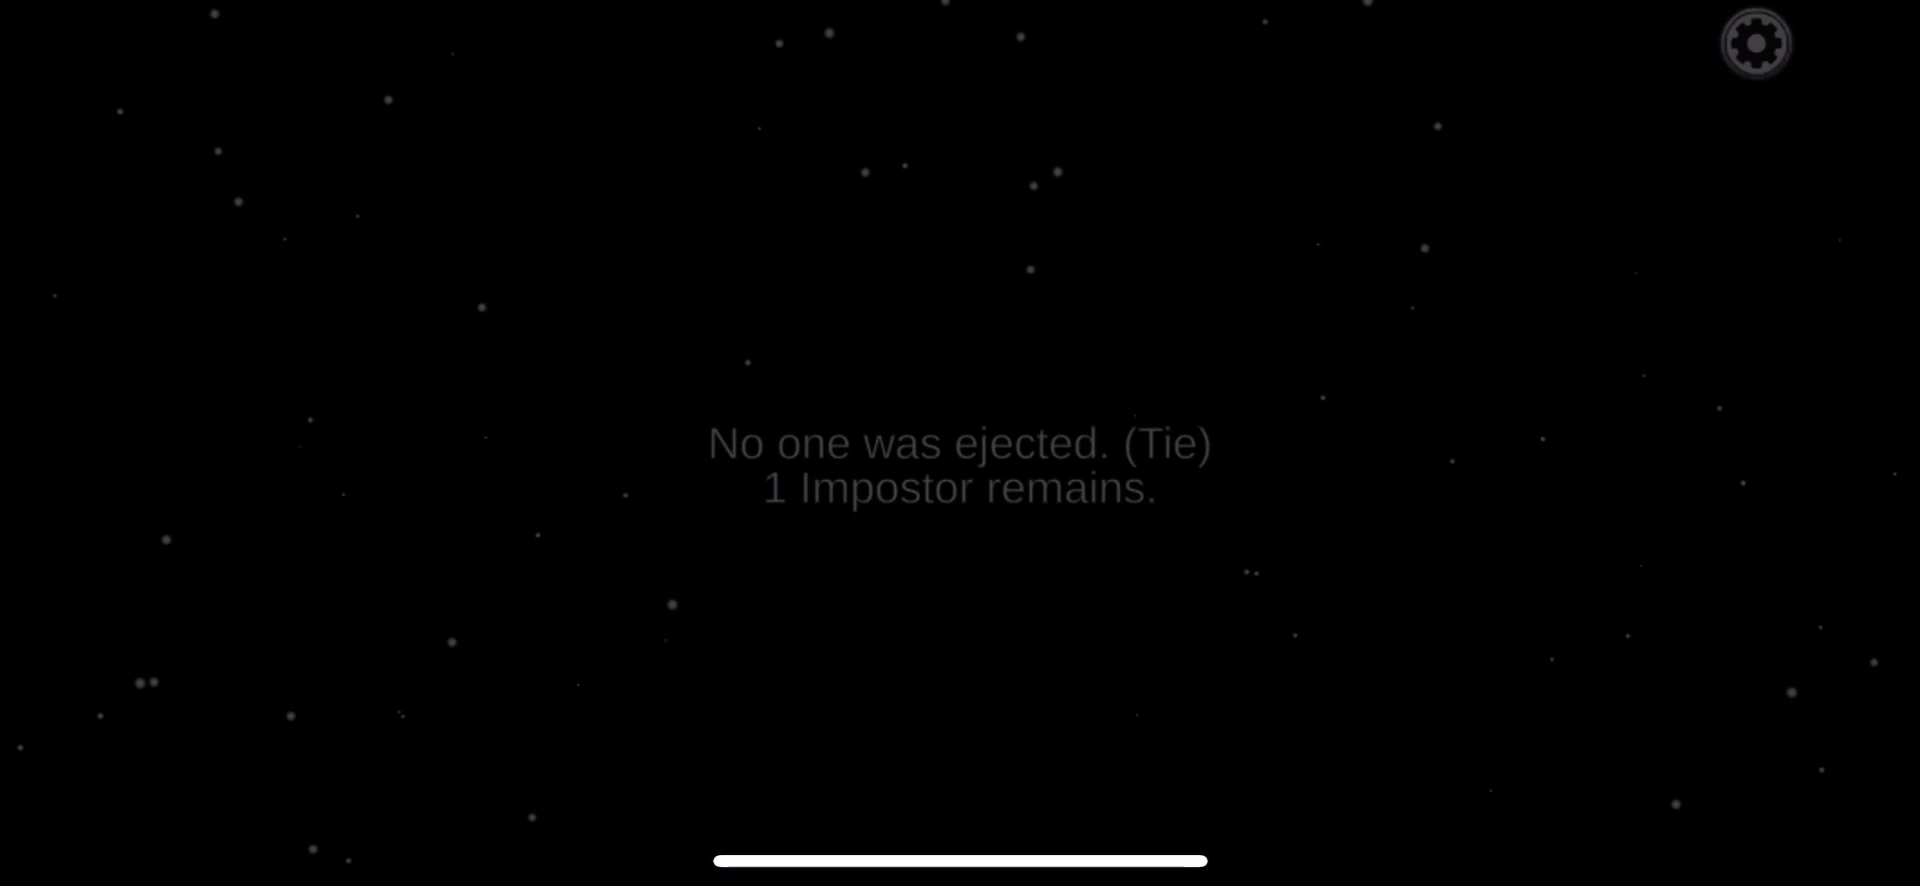 No one was ejected. (Tie)
1 Impostor remains.